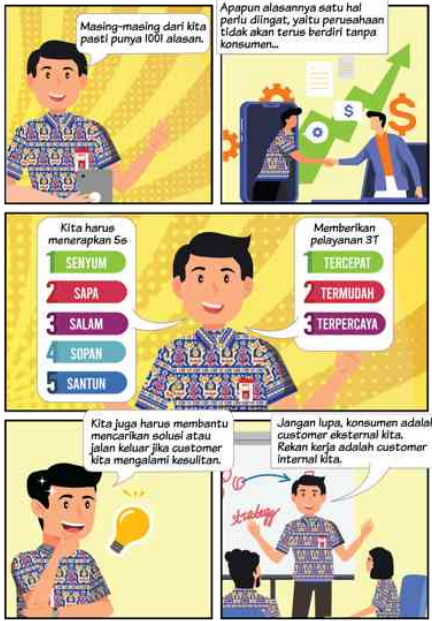 Masing-masing dari kita
pasti punya 1001 alasan.
Apapun alasannya satu hal
perlu diingat, yaitu perusahaan
tidak akan terus berdiri tanpa
konsumen...
$
$
Kita harus
menerapkan 5s
1 SENYUM
2 SAPA
3 SALAM
4 SOPAN
5 SANTUN
Memberikan
pelayanan 3T
1 TERCEPAT
2 TERMUDAH
3 TERPERCAYA
Kita juga harus membantu
mencarikan solusi atau
jalan keluar jika customer
kita mengalami kesulitan.
Jangan lupa, konsumen adalah
customer eksternal kita.
Rekan kerja adalah customer
internal kita.
strategy